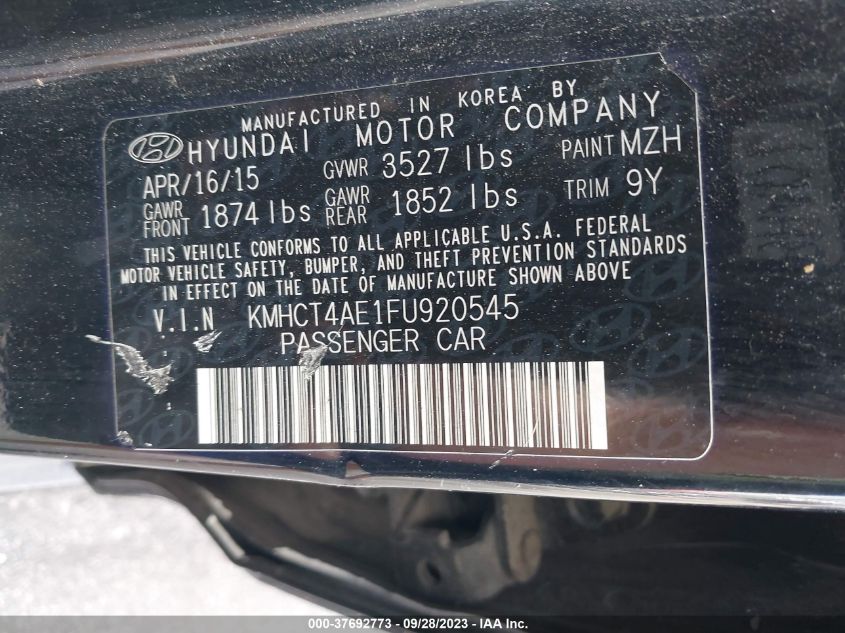 MANUFACTURED IN KOREA BY
HYUNDAI MOTOR COMPANY
APR/16/15 GVWR 3527 lbs PAINT MZH
GAWR FRONT 1874 lbs GAWR REAR 1852 lbs TRIM 9Y
THIS VEHICLE CONFORMS TO ALL APPLICABLE U.S.A. FEDERAL
MOTOR VEHICLE SAFETY, BUMPER, AND THEFT PREVENTION STANDARDS
IN EFFECT ON THE DATE OF MANUFACTURE SHOWN ABOVE
V.I.N KMHCT4AE1FU920545
PASSENGER CAR
000-37692773 - 09/28/2023 - IAAI.COM